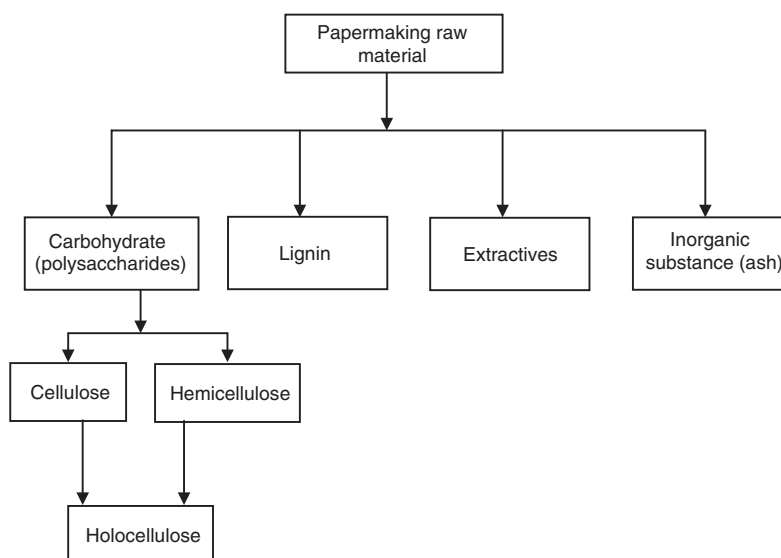 Papermaking raw
material
Carbohydrate
(polysaccharides)
Lignin
Extractives
Inorganic
substance (ash)
Cellulose
Hemicellulose
Holocellulose